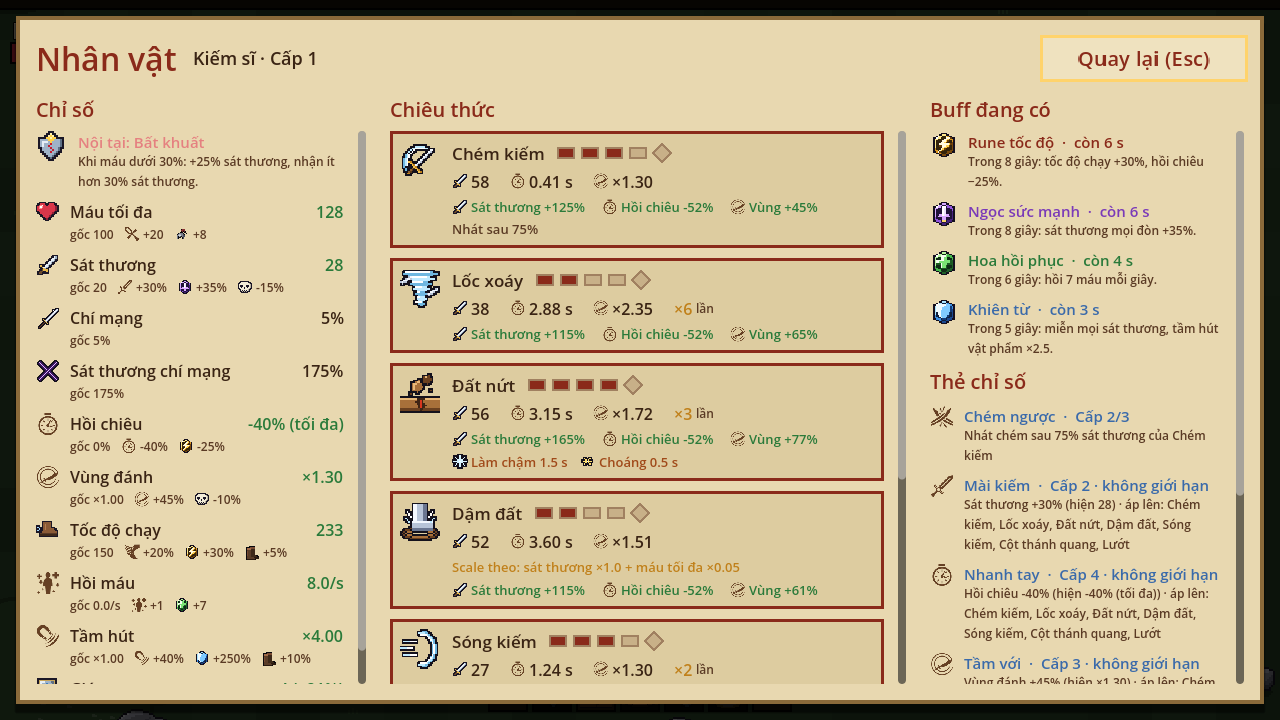 Nhân vật
Kiếm sĩ · Cấp 1
Quay lại (Esc)
Chỉ số
Nội tại: Bất khuất
Khi máu dưới 30%: +25% sát thương, nhận ít
hơn 30% sát thương.
Máu tối đa 128
gốc 100 +20 +8
Sát thương 28
gốc 20 +30% +35% -15%
Chí mạng 5%
gốc 5%
Sát thương chí mạng 175%
gốc 175%
Hồi chiêu -40% (tối đa)
gốc 0% -40% -25%
Vùng đánh ×1.30
gốc ×1.00 +45% -10%
Tốc độ chạy 233
gốc 150 +20% +30% +5%
Hồi máu 8.0/s
gốc 0.0/s +1 +7
Tầm hút ×4.00
gốc ×1.00 +40% +250% +10%
Chiêu thức
Chém kiếm
58 0.41 s ×1.30
Sát thương +125% Hồi chiêu -52% Vùng +45%
Nhát sau 75%
Lốc xoáy
38 2.88 s ×2.35 ×6 lần
Sát thương +115% Hồi chiêu -52% Vùng +65%
Đất nứt
56 3.15 s ×1.72 ×3 lần
Sát thương +165% Hồi chiêu -52% Vùng +77%
Làm chậm 1.5 s Choáng 0.5 s
Dậm đất
52 3.60 s ×1.51
Scale theo: sát thương ×1.0 + máu tối đa ×0.05
Sát thương +115% Hồi chiêu -52% Vùng +61%
Sóng kiếm
27 1.24 s ×1.30 ×2 lần
Buff đang có
Rune tốc độ · còn 6 s
Trong 8 giây: tốc độ chạy +30%, hồi chiêu
−25%.
Ngọc sức mạnh · còn 6 s
Trong 8 giây: sát thương mọi đòn +35%.
Hoa hồi phục · còn 4 s
Trong 6 giây: hồi 7 máu mỗi giây.
Khiên từ · còn 3 s
Trong 5 giây: miễn mọi sát thương, tầm hút
vật phẩm ×2.5.
Thẻ chỉ số
Chém ngược · Cấp 2/3
Nhát chém sau 75% sát thương của Chém
kiếm
Mài kiếm · Cấp 2 · không giới hạn
Sát thương +30% (hiện 28) · áp lên: Chém
kiếm, Lốc xoáy, Đất nứt, Dậm đất, Sóng
kiếm, Cột thánh quang, Lướt
Nhanh tay · Cấp 4 · không giới hạn
Hồi chiêu -40% (hiện -40% (tối đa)) · áp lên:
Chém kiếm, Lốc xoáy, Đất nứt, Dậm đất,
Sóng kiếm, Cột thánh quang, Lướt
Tầm với · Cấp 3 · không giới hạn
Vùng đánh +45% (hiện ×1.30) · áp lên: Chém